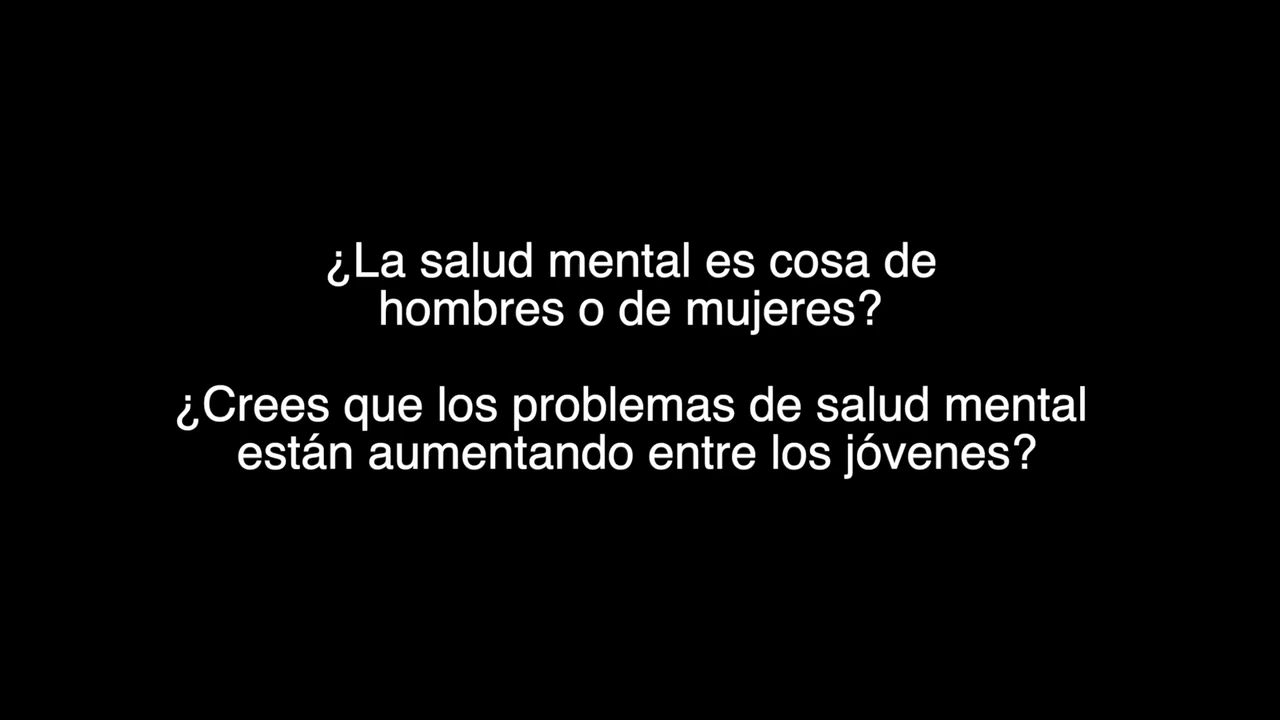 ¿La salud mental es cosa de
hombres o de mujeres?
¿Crees que los problemas de salud mental
están aumentando entre los jóvenes?